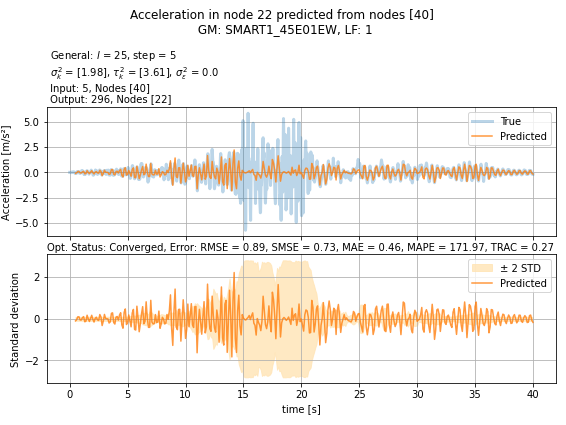 Acceleration in node 22 predicted from nodes [40]
GM: SMART1_45E01EW, LF: 1
General: l = 25, step = 5
σ²ₖ = [1.98], τ²ₖ = [3.61], σ²ε = 0.0
Input: 5, Nodes [40]
Output: 296, Nodes [22]
Acceleration [m/s²]
5.0
2.5
0.0
−2.5
−5.0
True
Predicted
Opt. Status: Converged, Error: RMSE = 0.89, SMSE = 0.73, MAE = 0.46, MAPE = 171.97, TRAC = 0.27
Standard deviation
2
0
−2
± 2 STD
Predicted
0 5 10 15 20 25 30 35 40
time [s]